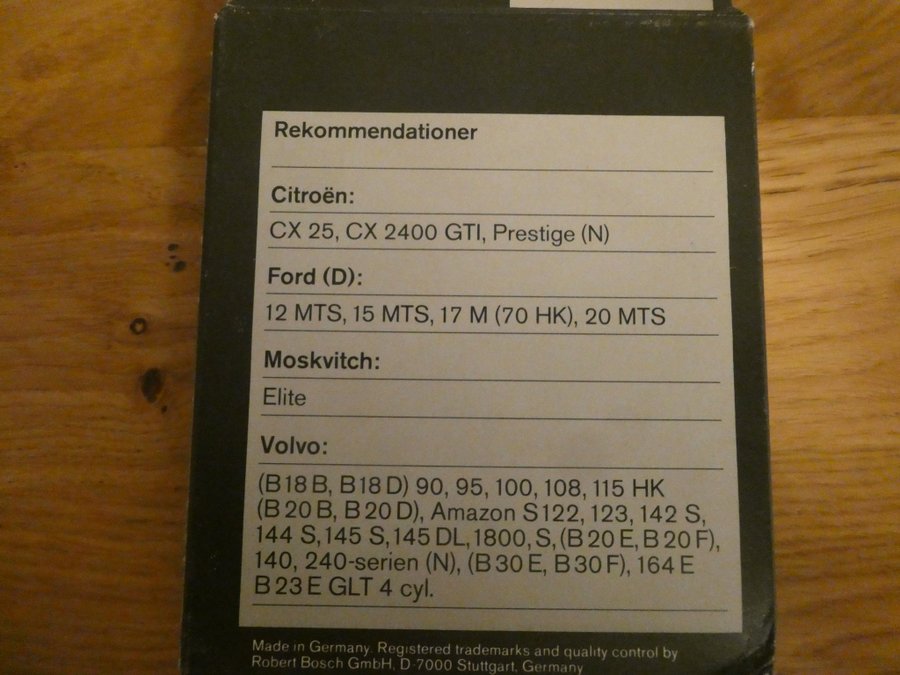 Rekommendationer
Citroën:
CX 25, CX 2400 GTI, Prestige (N)
Ford (D):
12 MTS, 15 MTS, 17 M (70 HK), 20 MTS
Moskvitch:
Elite
Volvo:
(B 18 B, B 18 D) 90, 95, 100, 108, 115 HK
(B 20 B, B 20 D), Amazon S 122, 123, 142 S,
144 S, 145 S, 145 DL, 1800, S, (B 20 E, B 20 F),
140, 240-serien (N), (B 30 E, B 30 F), 164 E
B 23 E GLT 4 cyl.
Made in Germany. Registered trademarks and quality control by
Robert Bosch GmbH, D-7000 Stuttgart, Germany